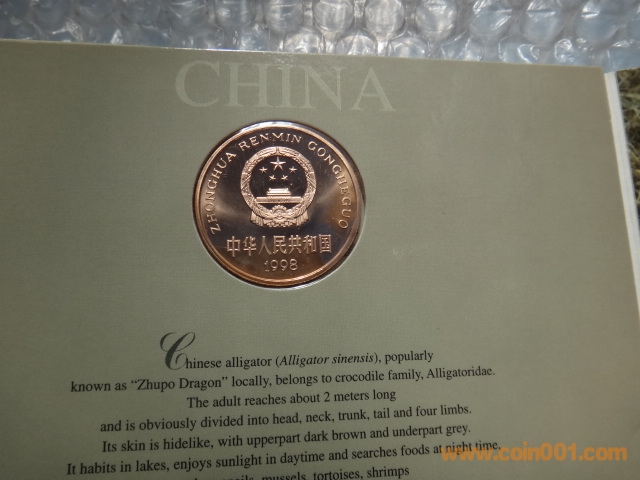 CHINA
ZHONGHUA RENMIN GONGHEGUO
中华人民共和国
1998
Chinese alligator (Alligator sinensis), popularly
known as "Zhupo Dragon" locally, belongs to crocodile family, Alligatoridae.
The adult reaches about 2 meters long
and is obviously divided into head, neck, trunk, tail and four limbs.
Its skin is hidelike, with upperpart dark brown and underpart grey.
It habits in lakes, enjoys sunlight in daytime and searches foods at night time.
mussels, tortoises, shrimps
www.coin001.com